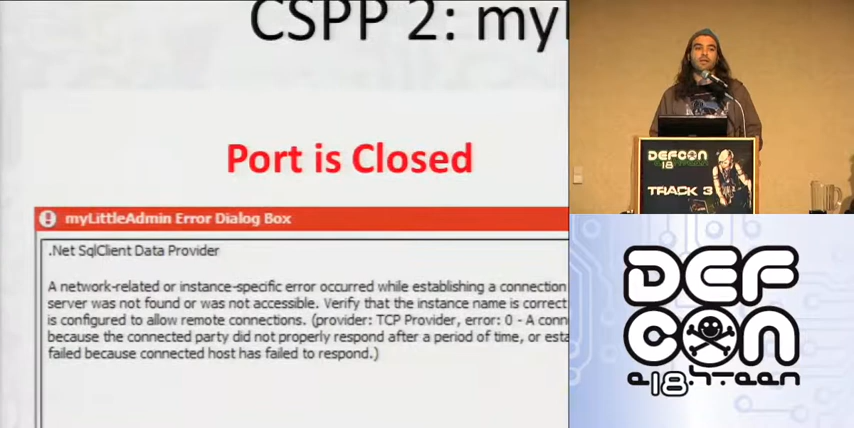 CSPP 2: my
Port is Closed
myLittleAdmin Error Dialog Box
.Net SqlClient Data Provider
A network-related or instance-specific error occurred while establishing a connection
server was not found or was not accessible. Verify that the instance name is correct
is configured to allow remote connections. (provider: TCP Provider, error: 0 - A conn
because the connected party did not properly respond after a period of time, or esta
failed because connected host has failed to respond.)
DEFCON
18
TRACK 3
DEF
CON
e18hteen